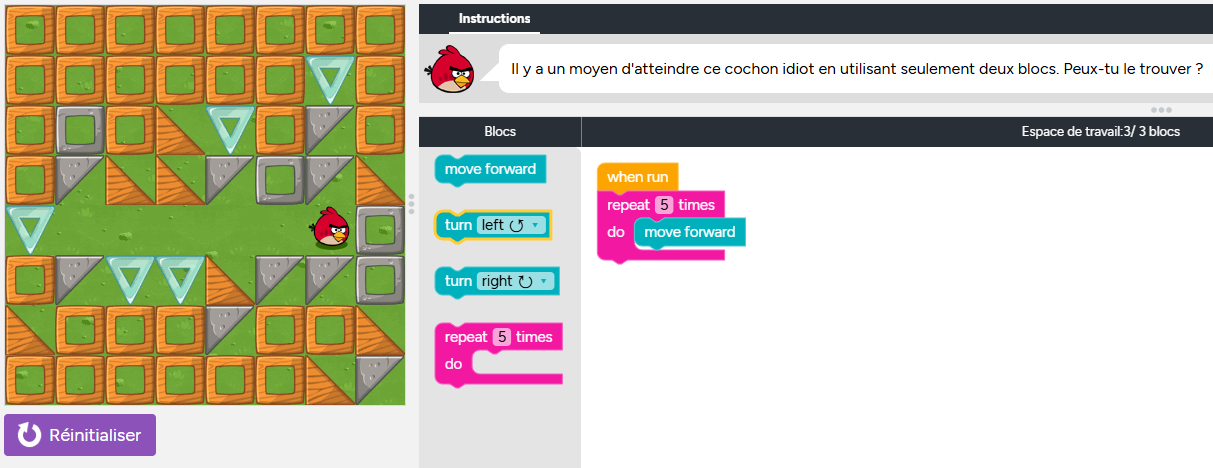 Instructions
Il y a un moyen d'atteindre ce cochon idiot en utilisant seulement deux blocs. Peux-tu le trouver ?
Blocs
Espace de travail:3/ 3 blocs
move forward
turn left
turn right
repeat 5 times
do
when run
repeat 5 times
do move forward
Réinitialiser